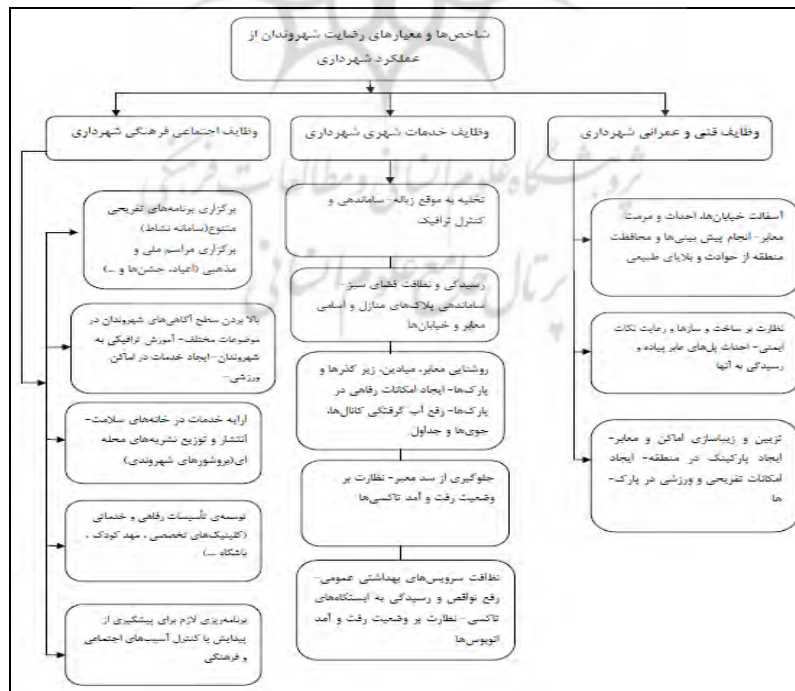 شاخص‌ها و معیارهای رضایت شهروندان از
عملکرد شهرداری
وظایف فنی و عمرانی شهرداری
آسفالت خیابان‌ها، احداث و مرمت
معابر- انجام پیش بینی‌ها و محافظت
منطقه از حوادث و بلایای طبیعی
نظارت بر ساخت و سازها و رعایت نکات
ایمنی- احداث پل‌های عابر پیاده و
رسیدگی به آنها
تزیین و زیباسازی اماکن و معابر-
ایجاد پارکینگ در منطقه- ایجاد
امکانات تفریحی و ورزشی در پارک-
ها
وظایف خدمات شهری شهرداری
تخلیه به موقع زباله- ساماندهی و
کنترل ترافیک
رسیدگی و نظافت فضای سبز-
ساماندهی پلاک‌های منازل و اسامی
معابر و خیابان‌ها
روشنایی معابر، میادین، زیر گذرها و
پارک‌ها- ایجاد امکانات رفاهی در
پارک‌ها- رفع آب گرفتگی کانال‌ها،
جوی‌ها و جداول
جلوگیری از سد معبر- نظارت بر
وضعیت رفت و آمد تاکسی‌ها
نظافت سرویس‌های بهداشتی عمومی-
رفع نواقص و رسیدگی به ایستگاه‌های
تاکسی- نظارت بر وضعیت رفت و آمد
اتوبوس‌ها
وظایف اجتماعی فرهنگی شهرداری
برگزاری برنامه‌های تفریحی
متنوع(سامانه نشاط)
برگزاری مراسم ملی و
مذهبی (اعیاد، جشن‌ها و ...)
بالا بردن سطح آگاهی‌های شهروندان در
موضوعات مختلف- آموزش ترافیکی به
شهروندان- ایجاد خدمات در اماکن
ورزشی-
ارایه خدمات در خانه‌های سلامت-
انتشار و توزیع نشریه‌های محله
ای(بروشورهای شهروندی)
توسعه‌ی تأسیسات رفاهی و خدماتی
(کلینیک‌های تخصصی ، مهد کودک ،
باشگاه ...)
برنامه‌ریزی لازم برای پیشگیری از
پیدایش یا کنترل آسیب‌های اجتماعی
و فرهنگی
پژوهشگاه علوم انسانی و مطالعات فرهنگی
پرتال جامع علوم انسانی